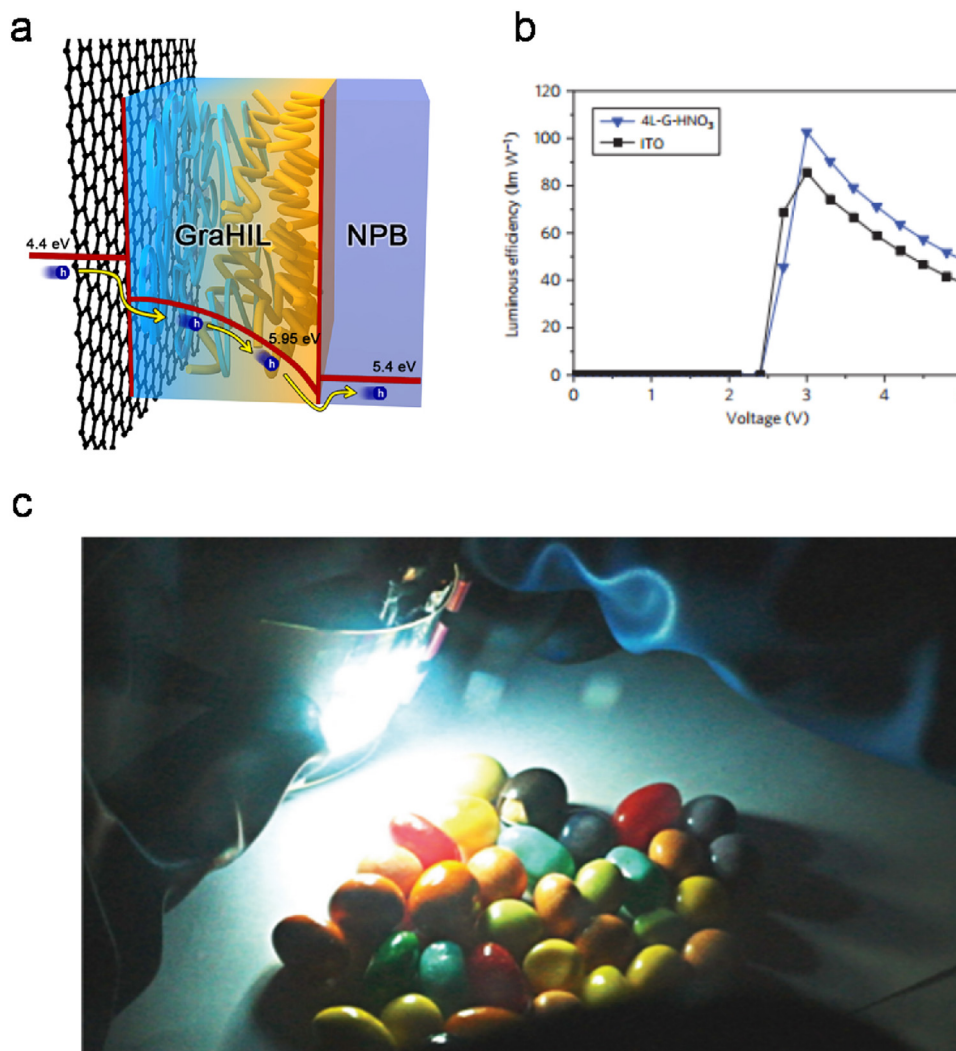 a
4.4 eV
h
GraHIL
NPB
h
5.95 eV
h
5.4 eV
h
b
Luminous efficiency (lm W⁻¹)
120
100
80
60
40
20
0
4L-G-HNO₃
ITO
0
1
2
3
4
Voltage (V)
c